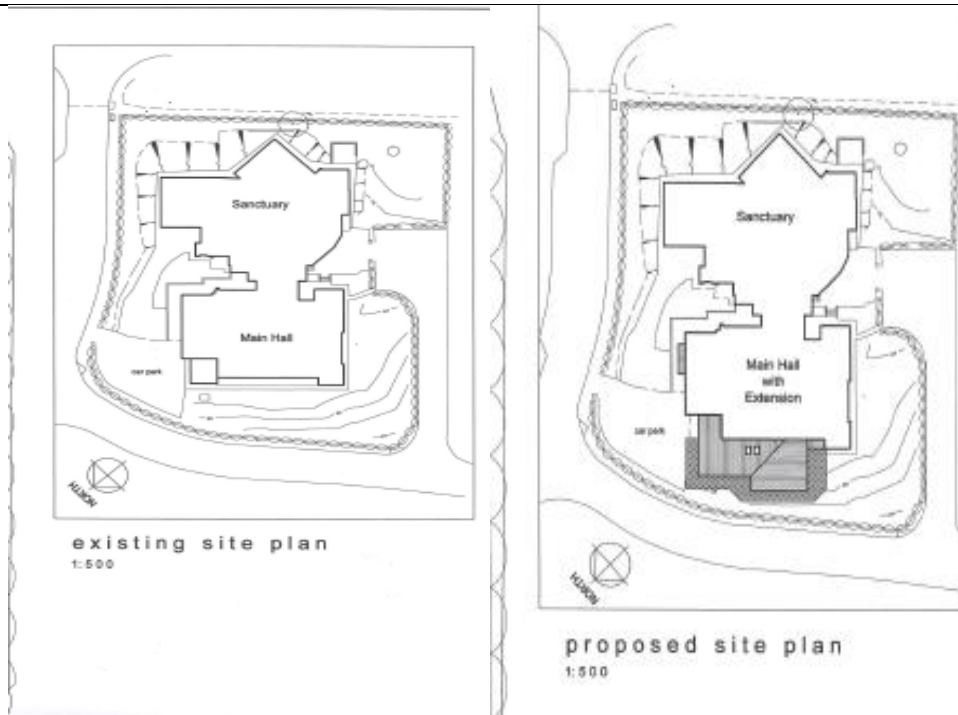 Sanctuary
Main Hall
car park
NORTH
existing site plan
1:500
Sanctuary
Main Hall
with
Extension
car park
NORTH
proposed site plan
1:500